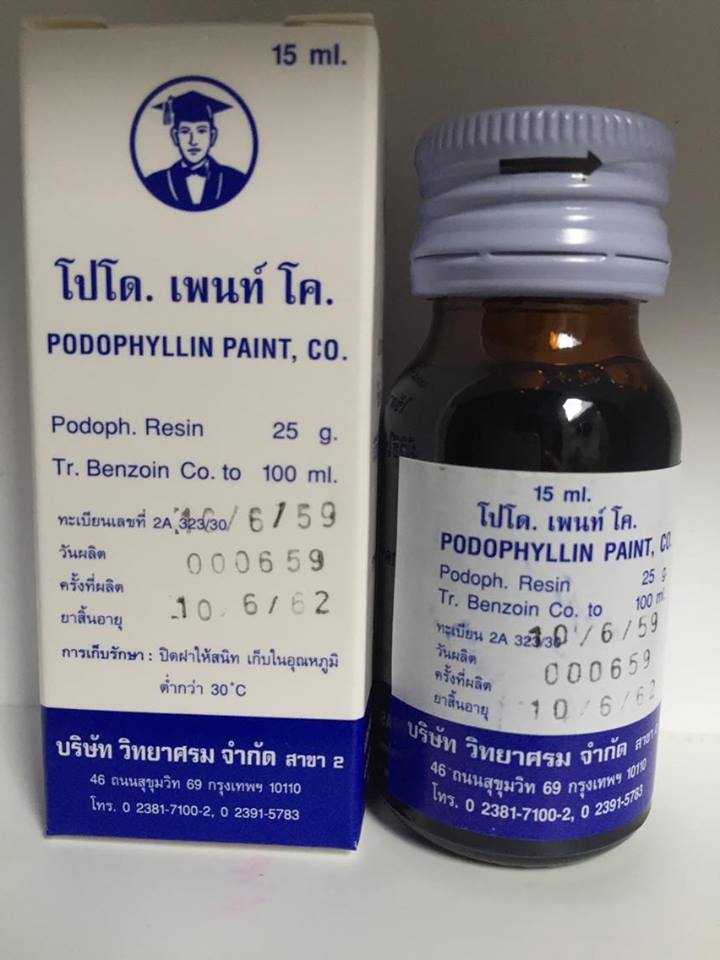 15 ml.
โปโด. เพนท์ โค.
PODOPHYLLIN PAINT, CO.
Podoph. Resin 25 g.
Tr. Benzoin Co. to 100 ml.
ทะเบียนเลขที่ 2A 323/30
วันผลิต 10/6/59
ครั้งที่ผลิต 000659
ยาสิ้นอายุ 10/6/62
การเก็บรักษา : ปิดฝาให้สนิท เก็บในอุณหภูมิ
ต่ำกว่า 30˚C
บริษัท วิทยาศรม จำกัด สาขา 2
46 ถนนสุขุมวิท 69 กรุงเทพฯ 10110
โทร. 0 2381-7100-2, 0 2391-5783
15 ml.
โปโด. เพนท์ โค.
PODOPHYLLIN PAINT, CO.
Podoph. Resin 25 g.
Tr. Benzoin Co. to 100 ml.
ทะเบียน 2A 323/30
วันผลิต 10/6/59
ครั้งที่ผลิต 000659
ยาสิ้นอายุ 10/6/62
บริษัท วิทยาศรม จำกัด สาขา
46 ถนนสุขุมวิท 69 กรุงเทพฯ 10110
โทร. 0 2381-7100-2, 0 2391-5783